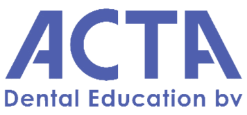 ACTA
Dental Education bv